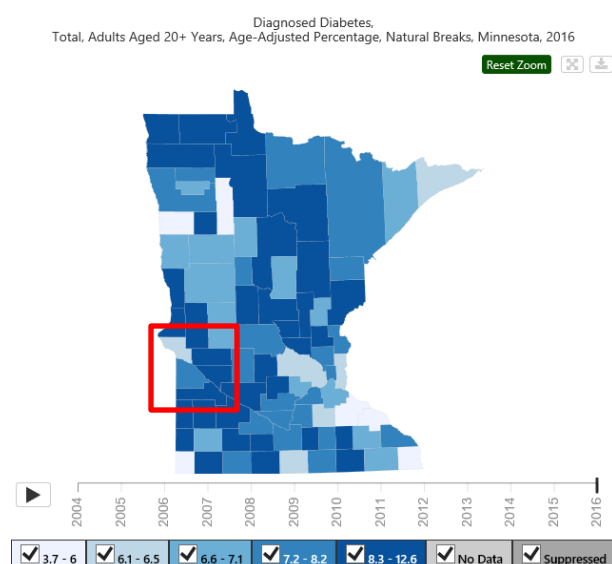 Diagnosed Diabetes,
Total, Adults Aged 20+ Years, Age-Adjusted Percentage, Natural Breaks, Minnesota, 2016
Reset Zoom
2004 2005 2006 2007 2008 2009 2010 2011 2012 2013 2014 2015 2016
3.7 - 6 6.1 - 6.5 6.6 - 7.1 7.2 - 8.2 8.3 - 12.6 No Data Suppressed